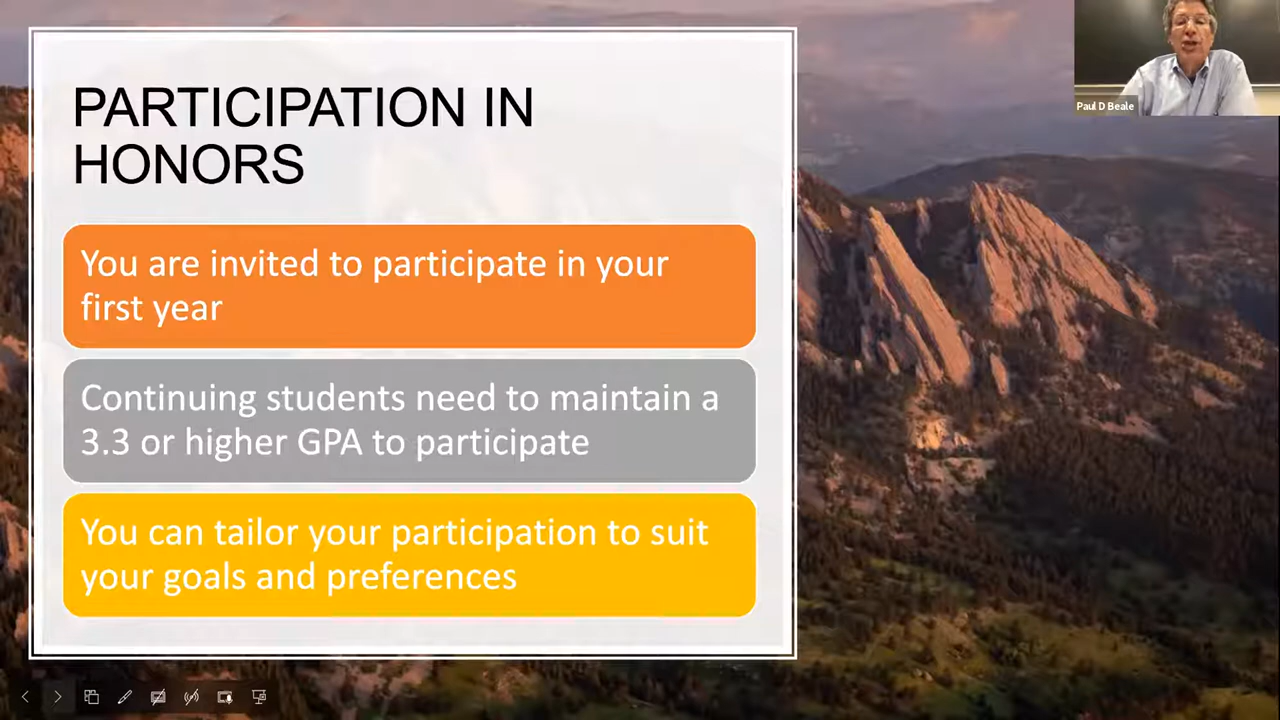 PARTICIPATION IN
HONORS
You are invited to participate in your
first year
Continuing students need to maintain a
3.3 or higher GPA to participate
You can tailor your participation to suit
your goals and preferences
Paul D Beale